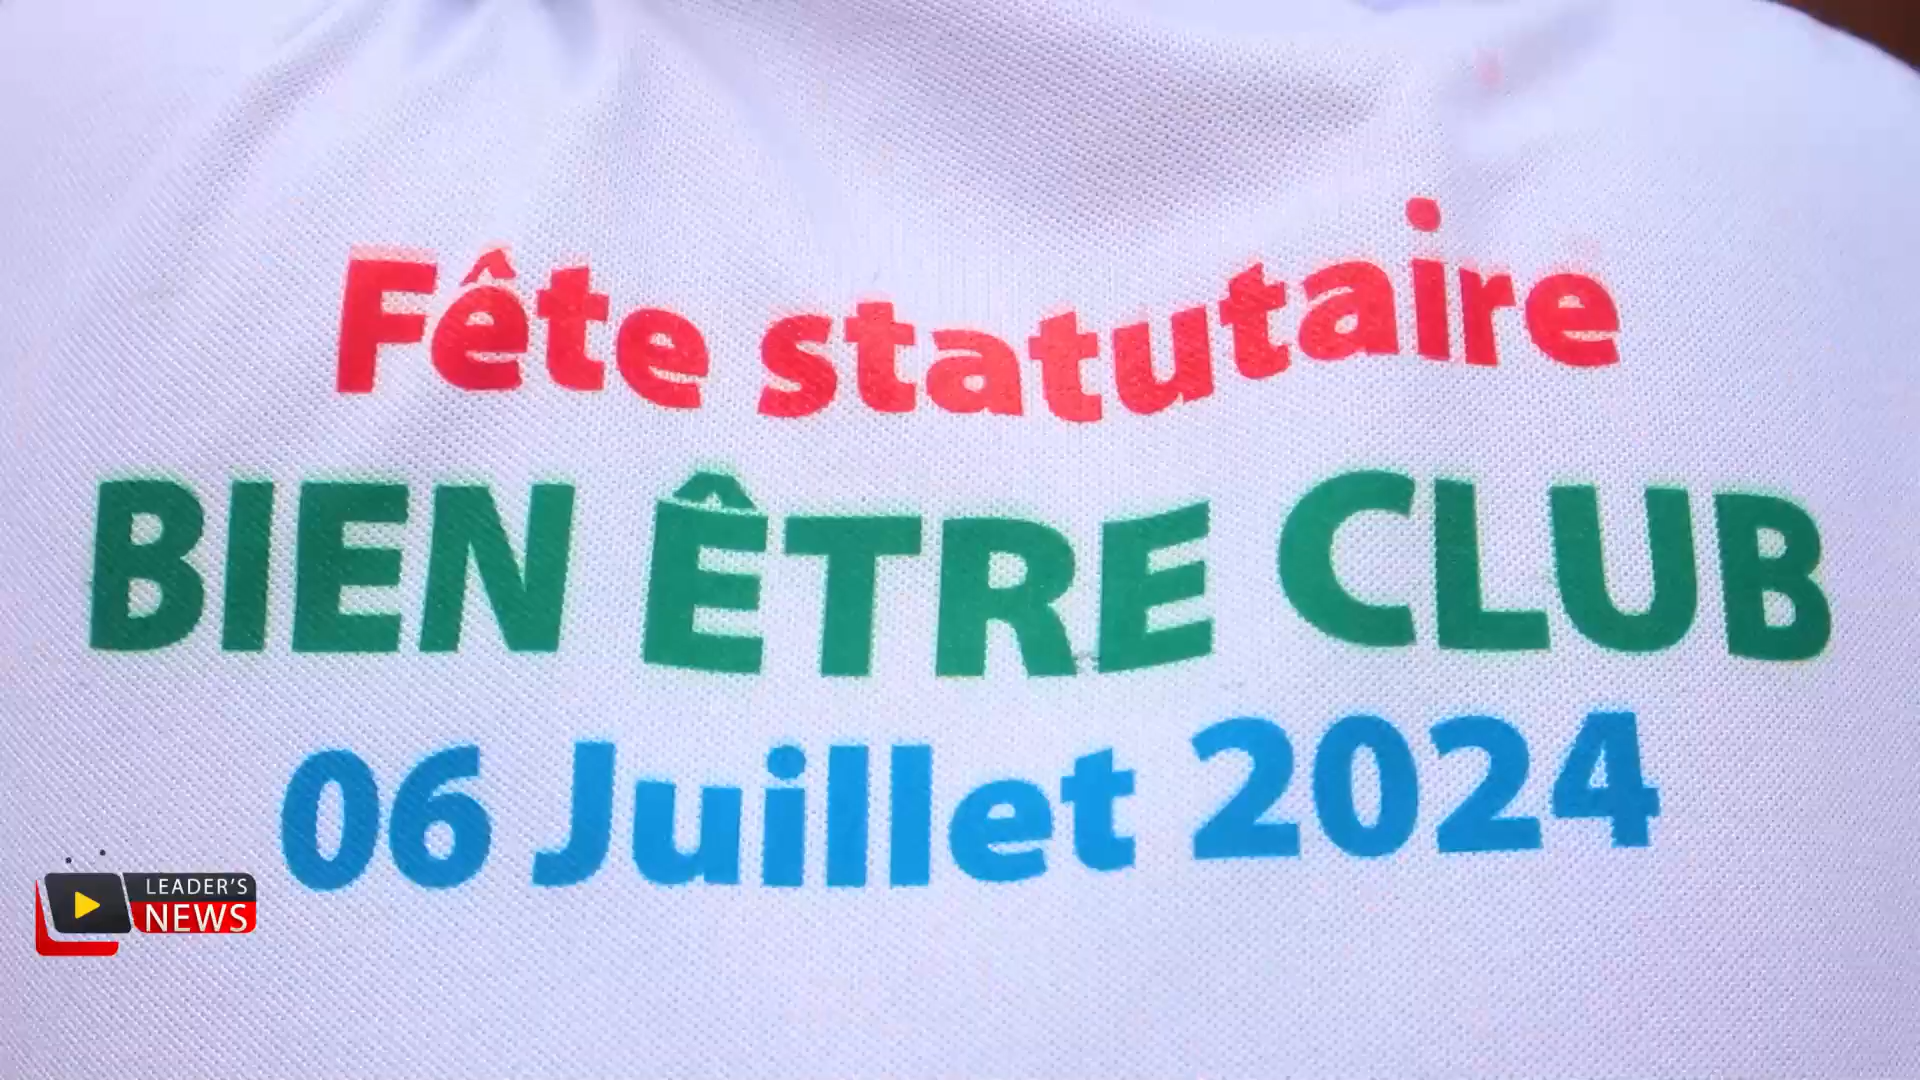 Fête statutaire
BIEN ÊTRE CLUB
06 Juillet 2024
LEADER'S
NEWS